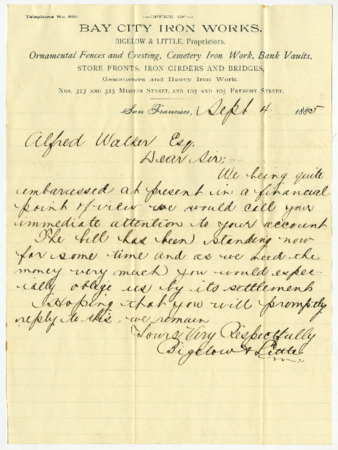 OFFICE OF
BAY CITY IRON WORKS,
BIGELOW & LITTLE, Proprietors.
Ornamental Fences and Cresting, Cemetery Iron Work, Bank Vaults,
STORE FRONTS, IRON GIRDERS AND BRIDGES,
Gasometers and Heavy Iron Work.
Nos. 323 and 325 Mission Street, and 103 and 105 Fremont Street.
San Francisco, Sept 4 1885
Alfred Walker Esq.
Dear Sir;—
We being quite
embarrassed at present in a financial
point of view we would call your
immediate attention to your account
The bill has been standing now
for some time and as we need the
money very much you would espec-
ially oblige us by its settlement
Hoping that you will promptly
reply to this we remain
Yours Very Respectfully
Bigelow & Little